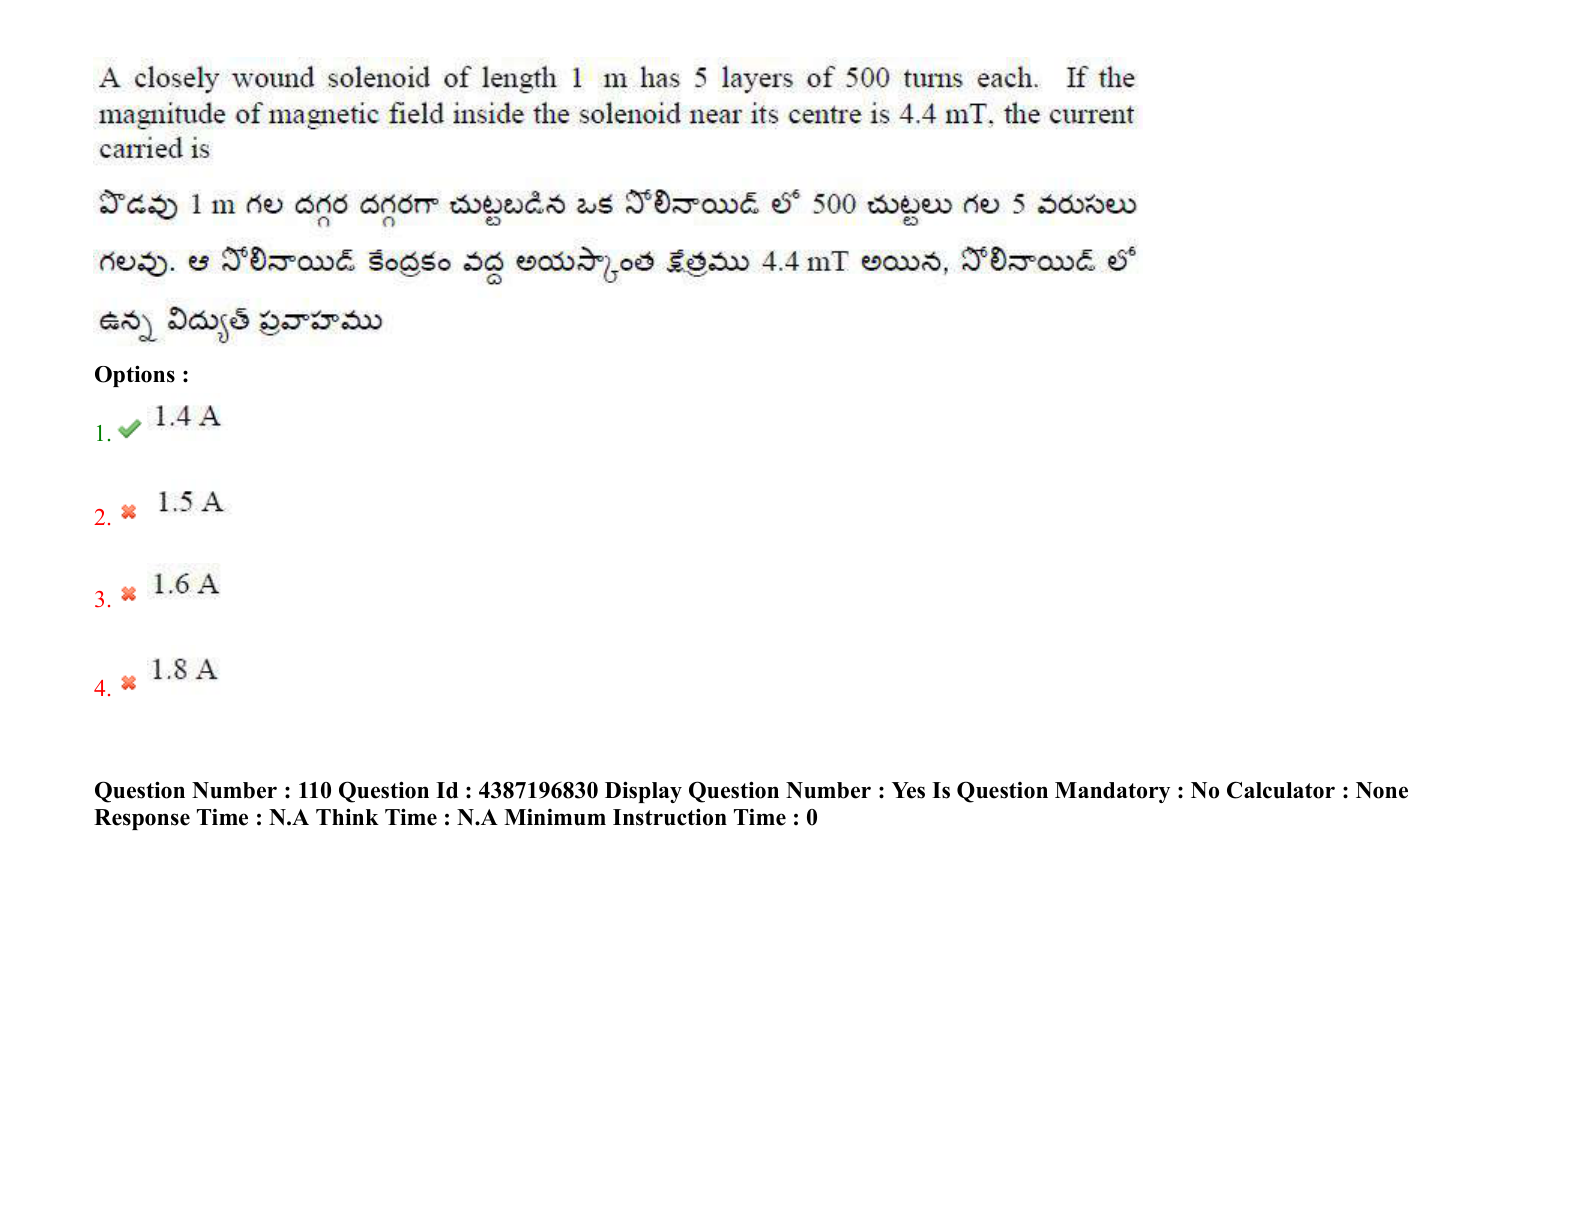 A closely wound solenoid of length 1 m has 5 layers of 500 turns each. If the
magnitude of magnetic field inside the solenoid near its centre is 4.4 mT, the current
carried is
పొడవు 1 m గల దగ్గర దగ్గరగా చుట్టబడిన ఒక సోలినాయిడ్ లో 500 చుట్టలు గల 5 వరుసలు
గలవు. ఆ సోలినాయిడ్ కేంద్రకం వద్ద అయస్కాంత క్షేత్రము 4.4 mT అయిన, సోలినాయిడ్ లో
ఉన్న విద్యుత్ ప్రవాహము
Options :
1. 1.4 A
2. 1.5 A
3. 1.6 A
4. 1.8 A
Question Number : 110 Question Id : 4387196830 Display Question Number : Yes Is Question Mandatory : No Calculator : None
Response Time : N.A Think Time : N.A Minimum Instruction Time : 0